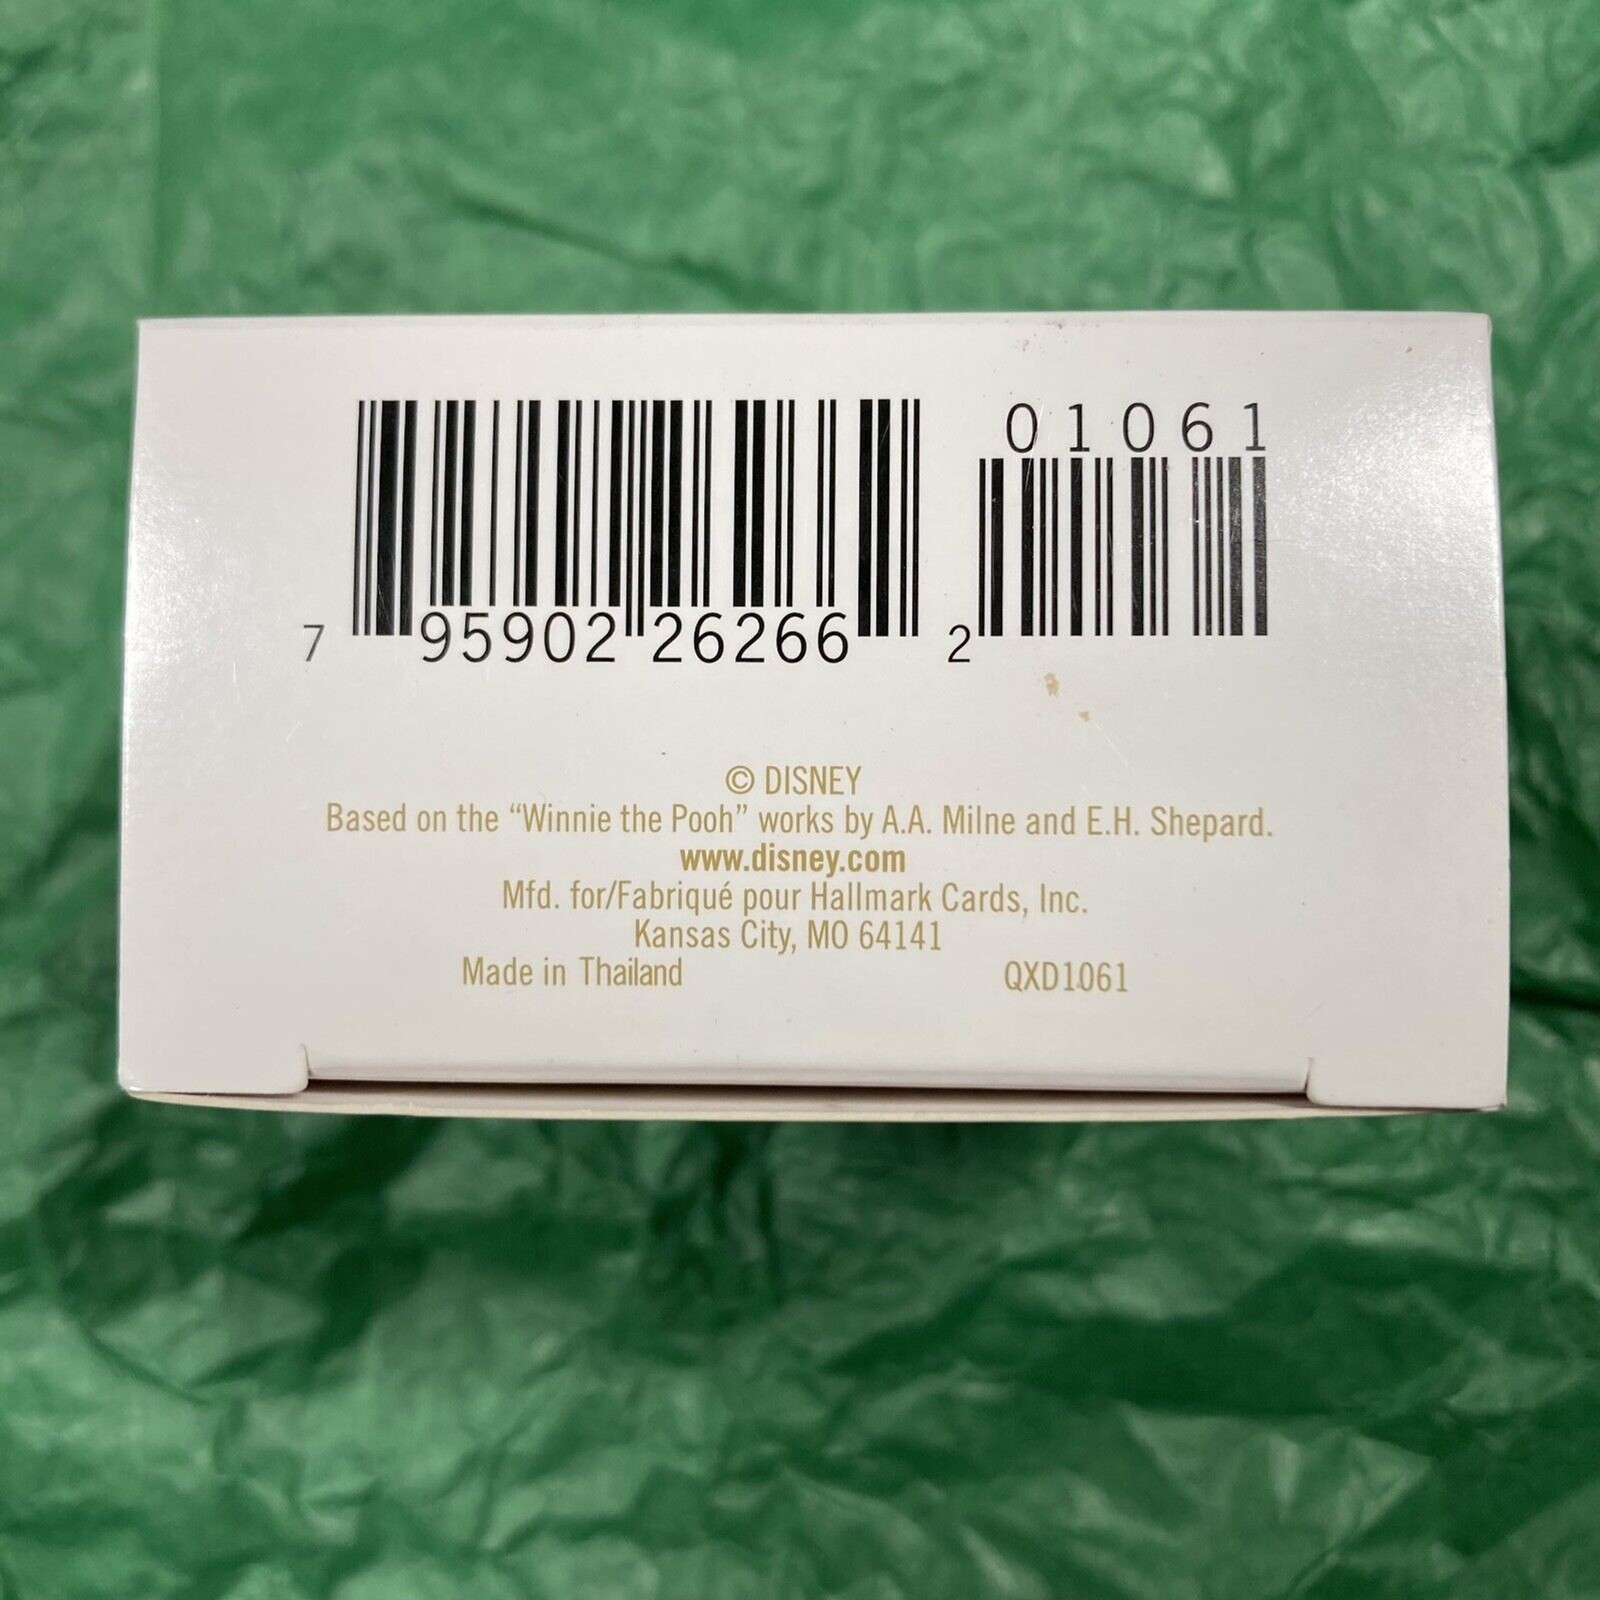 01061
7 95902 26266 2
© DISNEY
Based on the “Winnie the Pooh” works by A.A. Milne and E.H. Shepard.
www.disney.com
Mfd. for/Fabriqué pour Hallmark Cards, Inc.
Kansas City, MO 64141
Made in Thailand QXD1061